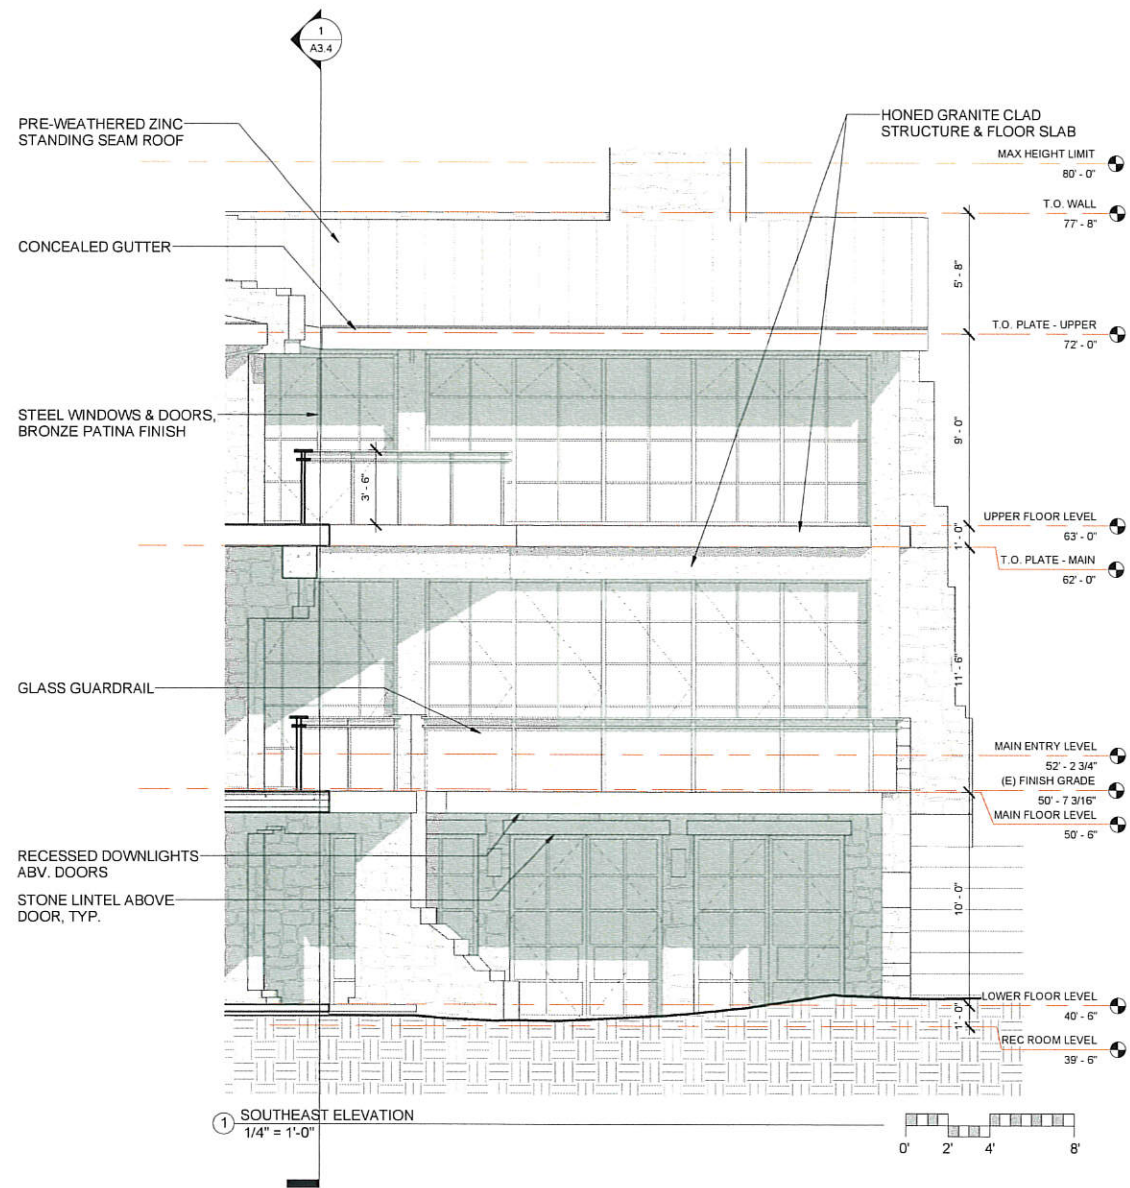 1
A3.4
PRE-WEATHERED ZINC
STANDING SEAM ROOF
HONED GRANITE CLAD
STRUCTURE & FLOOR SLAB
MAX HEIGHT LIMIT
80' - 0"
T.O. WALL
77' - 8"
CONCEALED GUTTER
5' - 8"
T.O. PLATE - UPPER
72' - 0"
STEEL WINDOWS & DOORS,
BRONZE PATINA FINISH
9' - 0"
3' - 6"
UPPER FLOOR LEVEL
63' - 0"
1' - 0"
T.O. PLATE - MAIN
62' - 0"
GLASS GUARDRAIL
11' - 6"
MAIN ENTRY LEVEL
52' - 2 3/4"
(E) FINISH GRADE
50' - 7 3/16"
MAIN FLOOR LEVEL
50' - 6"
RECESSED DOWNLIGHTS
ABV. DOORS
STONE LINTEL ABOVE
DOOR, TYP.
10' - 0"
LOWER FLOOR LEVEL
40' - 6"
1' - 0"
REC ROOM LEVEL
39' - 6"
1
SOUTHEAST ELEVATION
1/4" = 1'-0"
0' 2' 4' 8'